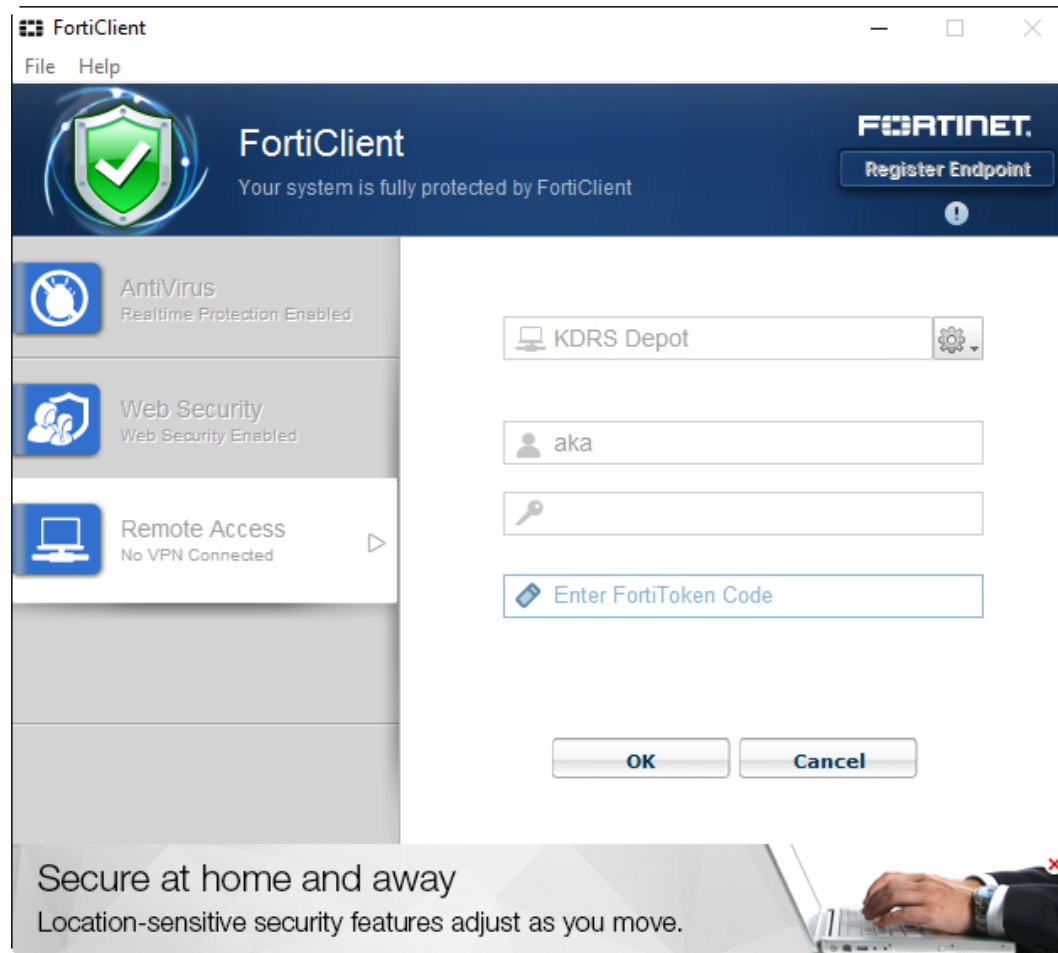 FortiClient
File Help
FortiClient
Your system is fully protected by FortiClient
FORTINET.
Register Endpoint
AntiVirus
Realtime Protection Enabled
Web Security
Web Security Enabled
Remote Access
No VPN Connected
KDRS Depot
aka
Enter FortiToken Code
OK Cancel
Secure at home and away
Location-sensitive security features adjust as you move.